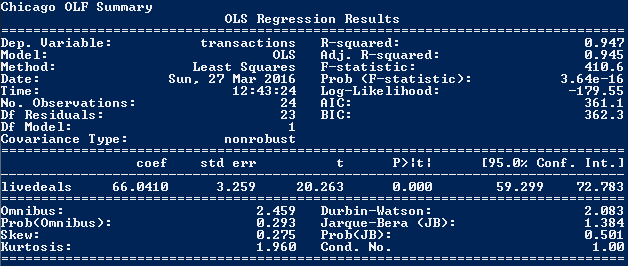 Chicago OLF Summary
OLS Regression Results
==============================================================================
Dep. Variable: transactions R-squared: 0.947
Model: OLS Adj. R-squared: 0.945
Method: Least Squares F-statistic: 410.6
Date: Sun, 27 Mar 2016 Prob (F-statistic): 3.64e-16
Time: 12:43:24 Log-Likelihood: -179.55
No. Observations: 24 AIC: 361.1
Df Residuals: 23 BIC: 362.3
Df Model: 1
Covariance Type: nonrobust
==============================================================================
coef std err t P>|t| [95.0% Conf. Int.]
------------------------------------------------------------------------------
livedeals 66.0410 3.259 20.263 0.000 59.299 72.783
==============================================================================
Omnibus: 2.459 Durbin-Watson: 2.083
Prob(Omnibus): 0.293 Jarque-Bera (JB): 1.384
Skew: 0.275 Prob(JB): 0.501
Kurtosis: 1.960 Cond. No. 1.00
==============================================================================